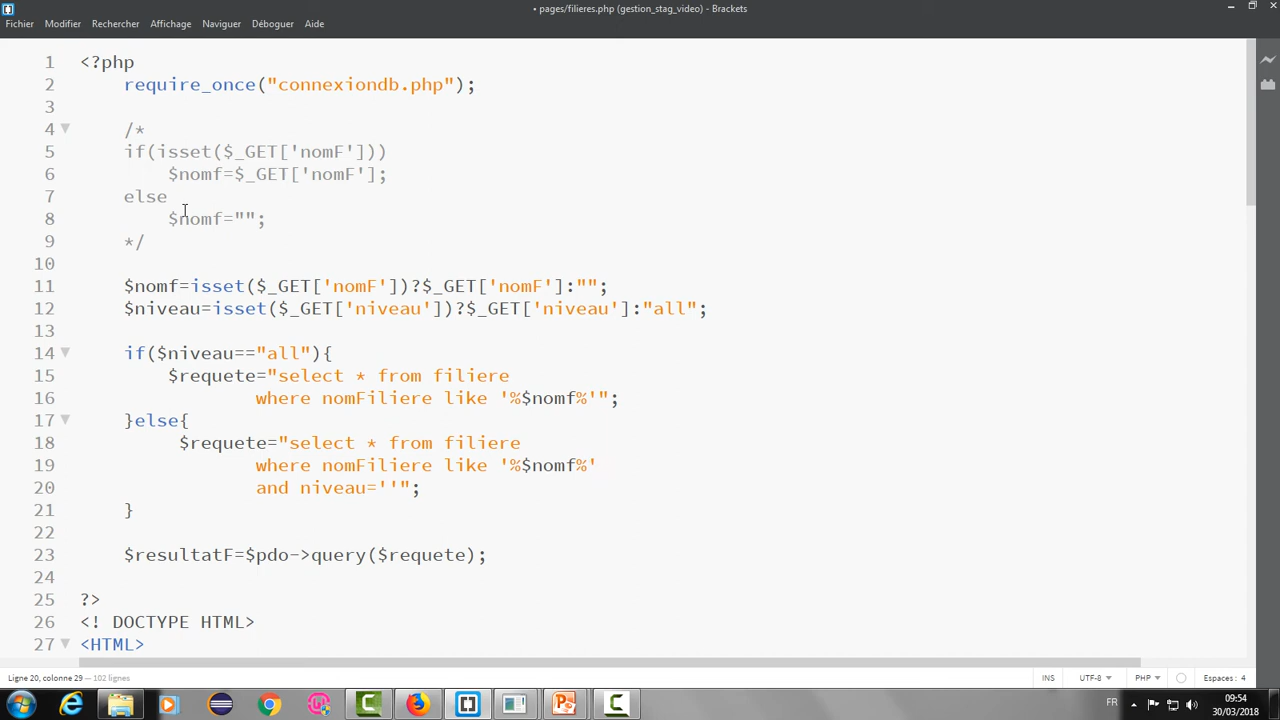 • pages/filieres.php (gestion_stag_video) - Brackets
Fichier Modifier Rechercher Affichage Naviguer Déboguer Aide
1 <?php
2 require_once("connexiondb.php");
3
4 /*
5 if(isset($_GET['nomF']))
6 $nomf=$_GET['nomF'];
7 else
8 $nomf="";
9 */
10
11 $nomf=isset($_GET['nomF'])?$_GET['nomF']:"";
12 $niveau=isset($_GET['niveau'])?$_GET['niveau']:"all";
13
14 if($niveau=="all"){
15 $requete="select * from filiere
16 where nomFiliere like '%$nomf%'";
17 }else{
18 $requete="select * from filiere
19 where nomFiliere like '%$nomf%'
20 and niveau=''";
21 }
22
23 $resultatF=$pdo->query($requete);
24
25 ?>
26 <! DOCTYPE HTML>
27 <HTML>
Ligne 20, colonne 29 — 102 lignes
INS UTF-8 PHP Espaces : 4
FR
09:54
30/03/2018